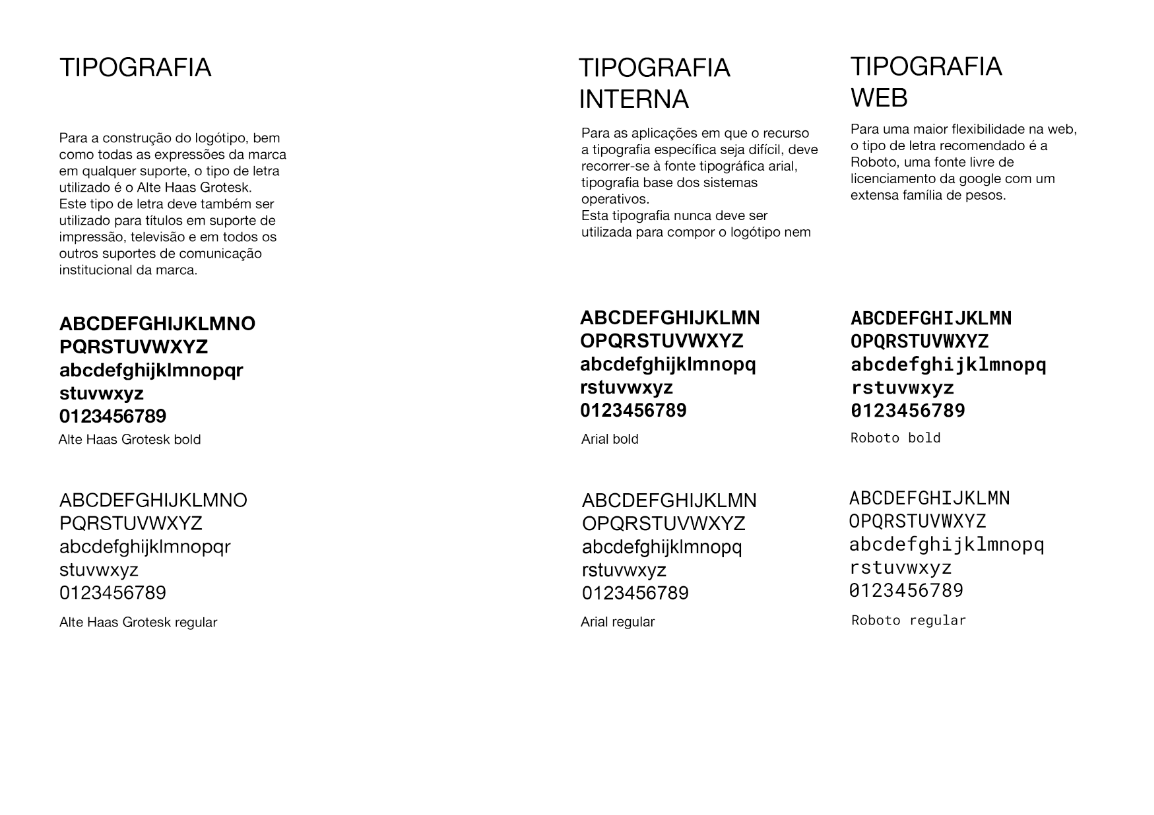 TIPOGRAFIA
Para a construção do logótipo, bem
como todas as expressões da marca
em qualquer suporte, o tipo de letra
utilizado é o Alte Haas Grotesk.
Este tipo de letra deve também ser
utilizado para títulos em suporte de
impressão, televisão e em todos os
outros suportes de comunicação
institucional da marca.
ABCDEFGHIJKLMNO
PQRSTUVWXYZ
abcdefghijklmnopqr
stuvwxyz
0123456789
Alte Haas Grotesk bold
ABCDEFGHIJKLMNO
PQRSTUVWXYZ
abcdefghijklmnopqr
stuvwxyz
0123456789
Alte Haas Grotesk regular
TIPOGRAFIA
INTERNA
Para as aplicações em que o recurso
a tipografia específica seja difícil, deve
recorrer-se à fonte tipográfica arial,
tipografia base dos sistemas
operativos.
Esta tipografia nunca deve ser
utilizada para compor o logótipo nem
ABCDEFGHIJKLMN
OPQRSTUVWXYZ
abcdefghijklmnopq
rstuvwxyz
0123456789
Arial bold
ABCDEFGHIJKLMN
OPQRSTUVWXYZ
abcdefghijklmnopq
rstuvwxyz
0123456789
Arial regular
TIPOGRAFIA
WEB
Para uma maior flexibilidade na web,
o tipo de letra recomendado é a
Roboto, uma fonte livre de
licenciamento da google com um
extensa família de pesos.
ABCDEFGHIJKLMN
OPQRSTUVWXYZ
abcdefghijklmnopq
rstuvwxyz
0123456789
Roboto bold
ABCDEFGHIJKLMN
OPQRSTUVWXYZ
abcdefghijklmnopq
rstuvwxyz
0123456789
Roboto regular